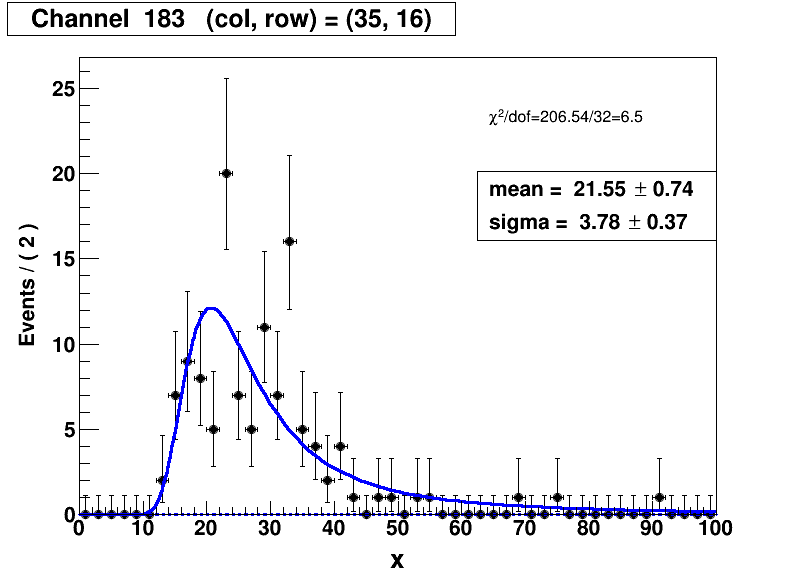 Channel  183   (col, row) = (35, 16)
χ²/dof=206.54/32=6.5
mean =  21.55 ± 0.74
sigma =  3.78 ± 0.37
Events / ( 2 )
25
20
15
10
5
0
0 10 20 30 40 50 60 70 80 90 100
x